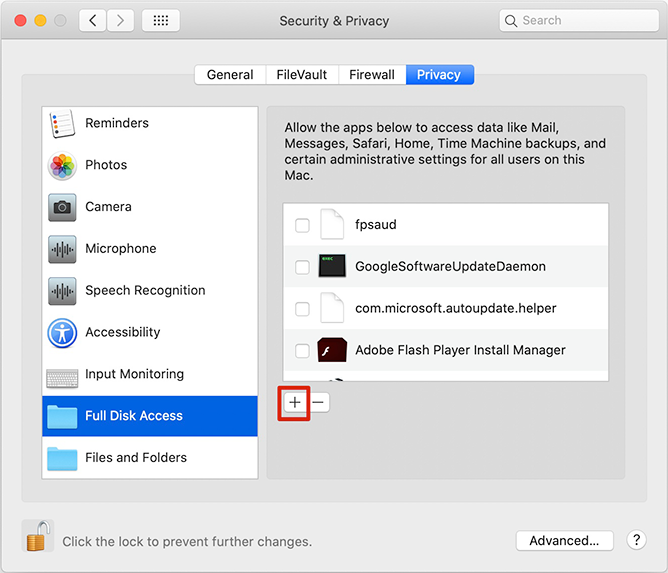 Security & Privacy
Search
General
FileVault
Firewall
Privacy
Reminders
Photos
Camera
Microphone
Speech Recognition
Accessibility
Input Monitoring
Full Disk Access
Files and Folders
Allow the apps below to access data like Mail,
Messages, Safari, Home, Time Machine backups, and
certain administrative settings for all users on this
Mac.
fpsaud
exec
GoogleSoftwareUpdateDaemon
com.microsoft.autoupdate.helper
Adobe Flash Player Install Manager
+
−
Click the lock to prevent further changes.
Advanced...
?